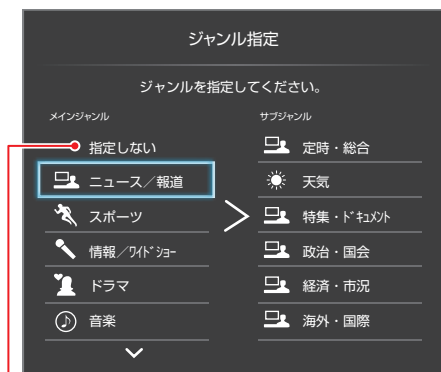 ジャンル指定
ジャンルを指定してください。
メインジャンル
サブジャンル
指定しない
ニュース／報道
スポーツ
情報／ワイドショー
ドラマ
音楽
定時・総合
天気
特集・ドキュメント
政治・国会
経済・市況
海外・国際